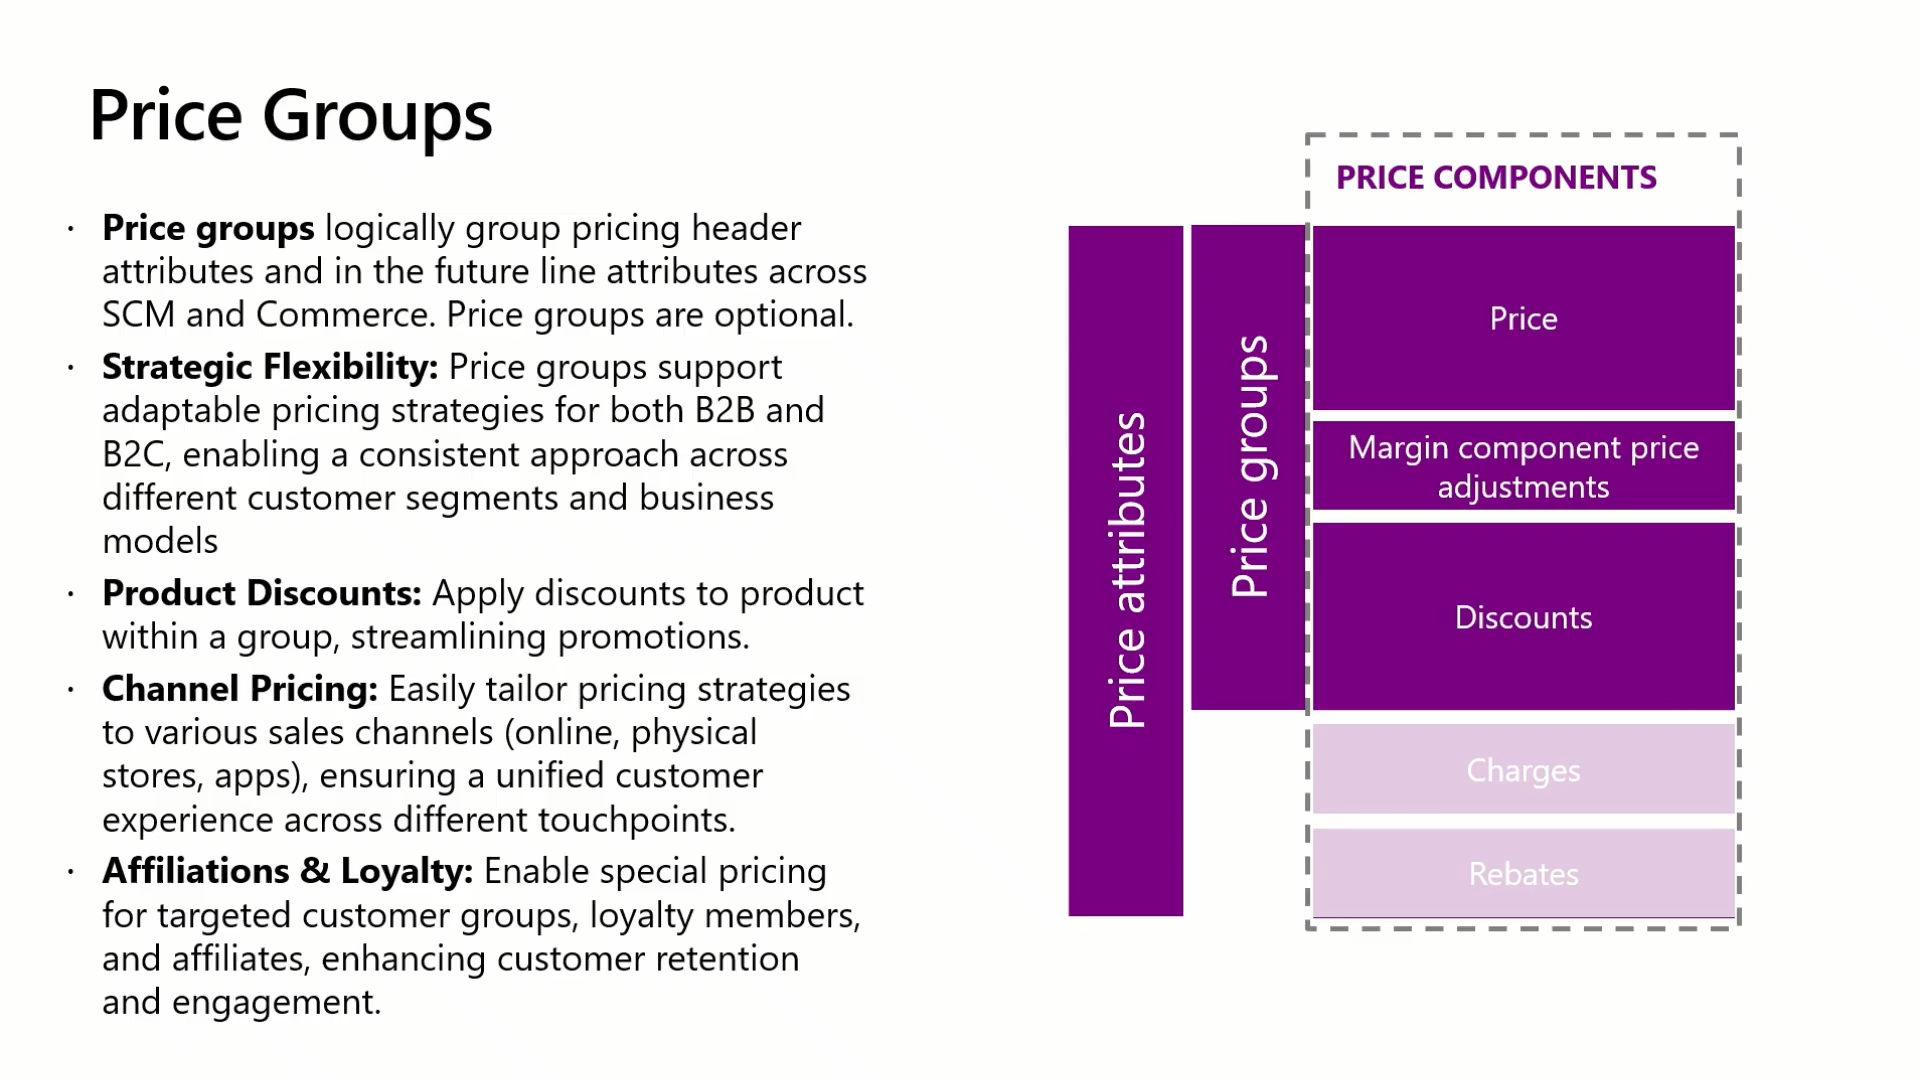 Price Groups
· Price groups logically group pricing header
attributes and in the future line attributes across
SCM and Commerce. Price groups are optional.
· Strategic Flexibility: Price groups support
adaptable pricing strategies for both B2B and
B2C, enabling a consistent approach across
different customer segments and business
models
· Product Discounts: Apply discounts to product
within a group, streamlining promotions.
· Channel Pricing: Easily tailor pricing strategies
to various sales channels (online, physical
stores, apps), ensuring a unified customer
experience across different touchpoints.
· Affiliations & Loyalty: Enable special pricing
for targeted customer groups, loyalty members,
and affiliates, enhancing customer retention
and engagement.
Price attributes
Price groups
PRICE COMPONENTS
Price
Margin component price
adjustments
Discounts
Charges
Rebates